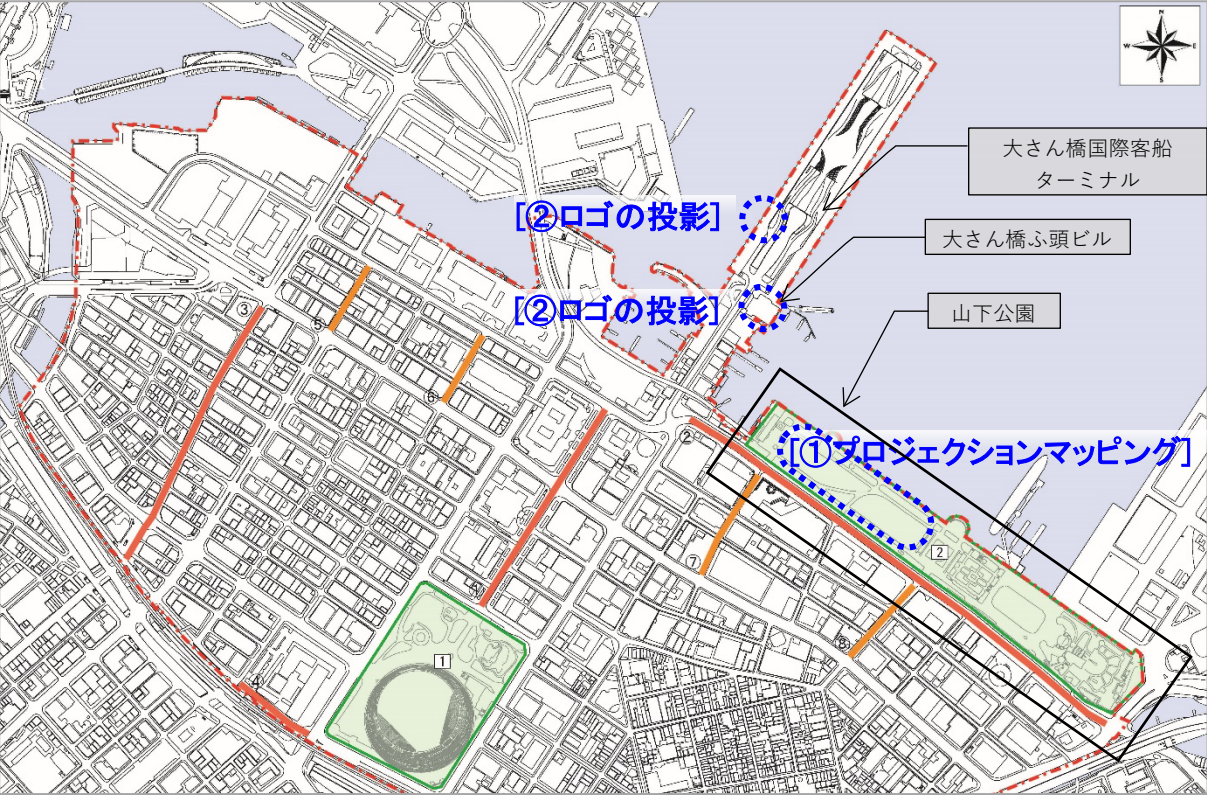 N
W
E
S
大さん橋国際客船
ターミナル
[②ロゴの投影]
大さん橋ふ頭ビル
[②ロゴの投影]
山下公園
③
⑤
⑥
②
[①プロジェクションマッピング]
2
⑦
⑧
1
4